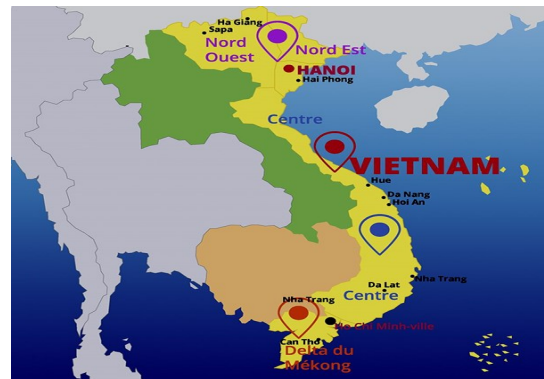 Ha Giang
Sapa
Nord
Ouest
Nord Est
HANOI
Hai Phong
Centre
VIETNAM
Hue
Da Nang
Hoi An
Nha Trang
Da Lat
Centre
Nha Trang
Ho Chi Minh-ville
Can Tho
Delta du
Mékong